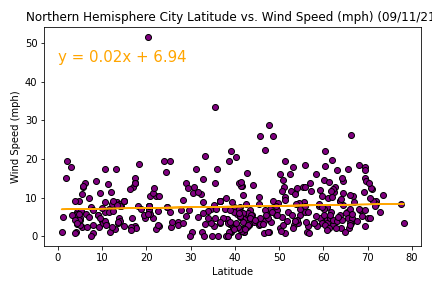 Northern Hemisphere City Latitude vs. Wind Speed (mph) (09/11/21
y = 0.02x + 6.94
Wind Speed (mph)
50
40
30
20
10
0
0 10 20 30 40 50 60 70 80
Latitude